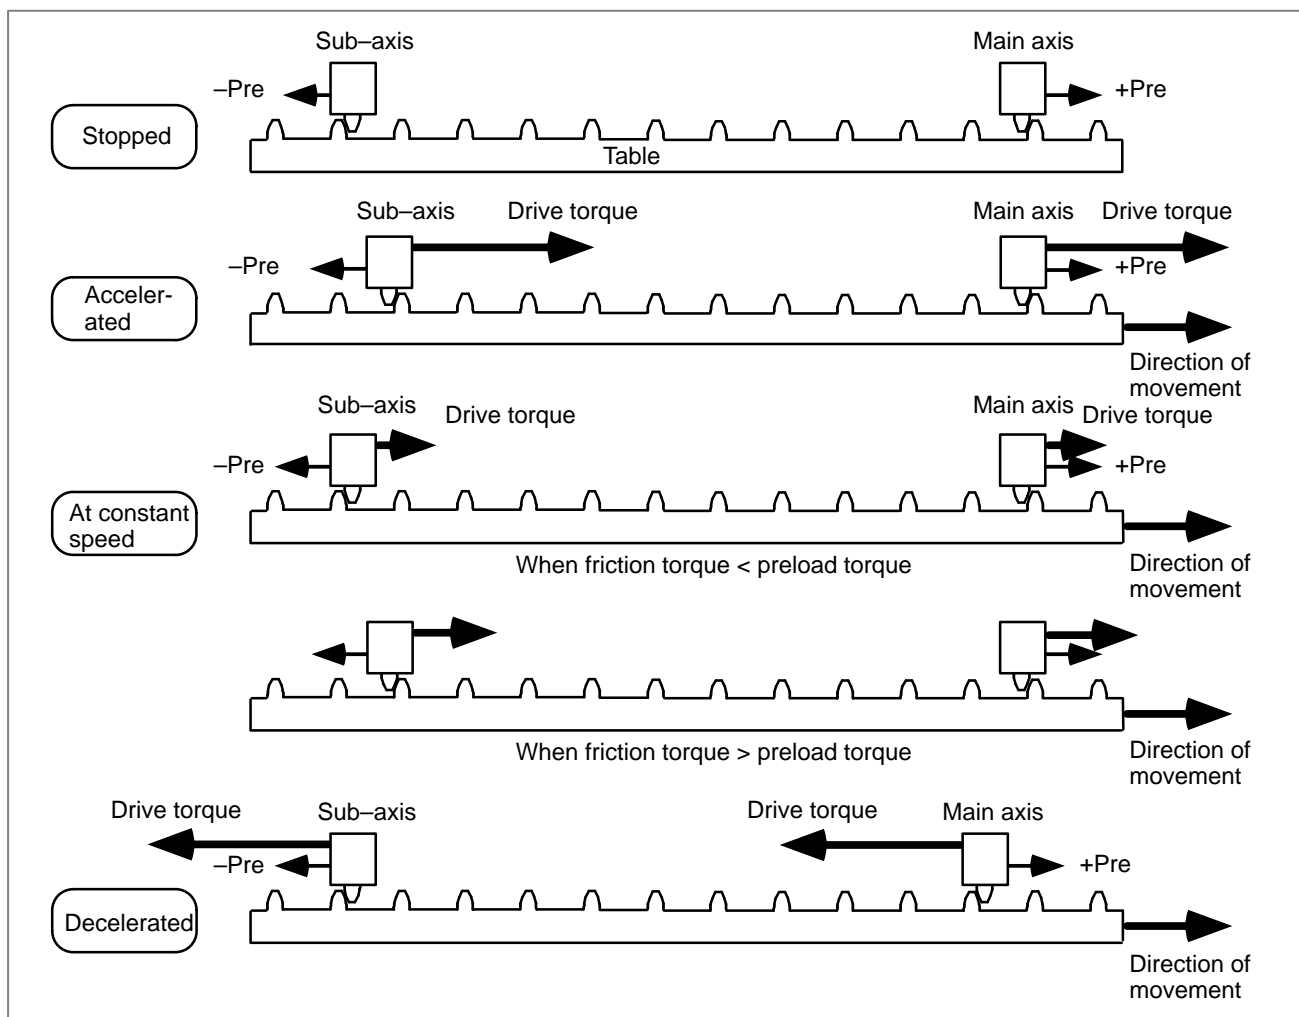 Sub–axis
Main axis
–Pre
+Pre
Stopped
Table
Sub–axis
Drive torque
Main axis
Drive torque
–Pre
+Pre
Acceler-
ated
Direction of
movement
Sub–axis
Drive torque
Main axis
Drive torque
–Pre
+Pre
At constant
speed
When friction torque < preload torque
Direction of
movement
When friction torque > preload torque
Direction of
movement
Drive torque
Sub–axis
Drive torque
Main axis
–Pre
+Pre
Decelerated
Direction of
movement